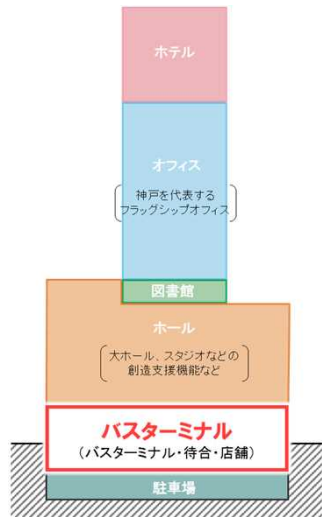 ホテル
オフィス
神戸を代表する
フラッグシップオフィス
図書館
ホール
大ホール、スタジオなどの
創造支援機能など
バスターミナル
(バスターミナル・待合・店舗)
駐車場